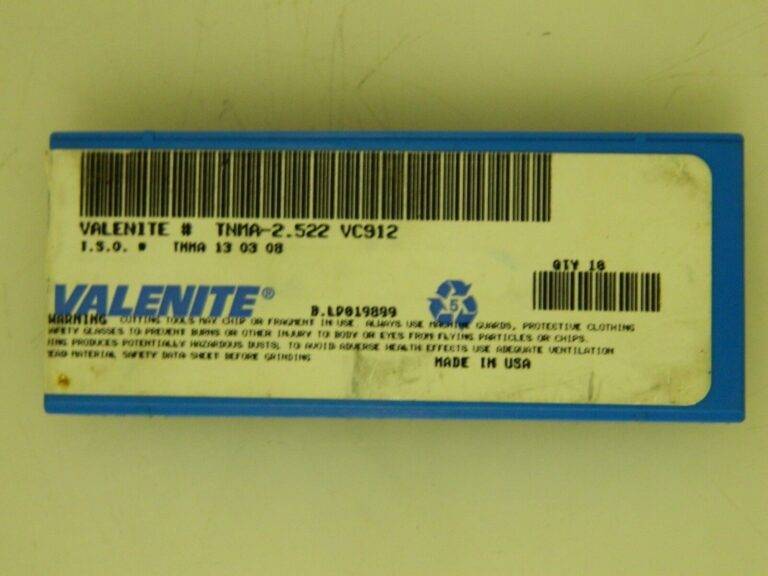 VALENITE # TNMA-2.522 VC912
I.S.O. # TNMA 13 03 08
QTY 10
VALENITE®
B.LP019899
5
WARNING CUTTING TOOLS MAY CHIP OR FRAGMENT IN USE. ALWAYS USE MACHINE GUARDS, PROTECTIVE CLOTHING
SAFETY GLASSES TO PREVENT BURNS OR OTHER INJURY TO BODY OR EYES FROM FLYING PARTICLES OR CHIPS.
ING PRODUCES POTENTIALLY HAZARDOUS DUSTS. TO AVOID ADVERSE HEALTH EFFECTS USE ADEQUATE VENTILATION
EAD MATERIAL SAFETY DATA SHEET BEFORE GRINDING
MADE IN USA